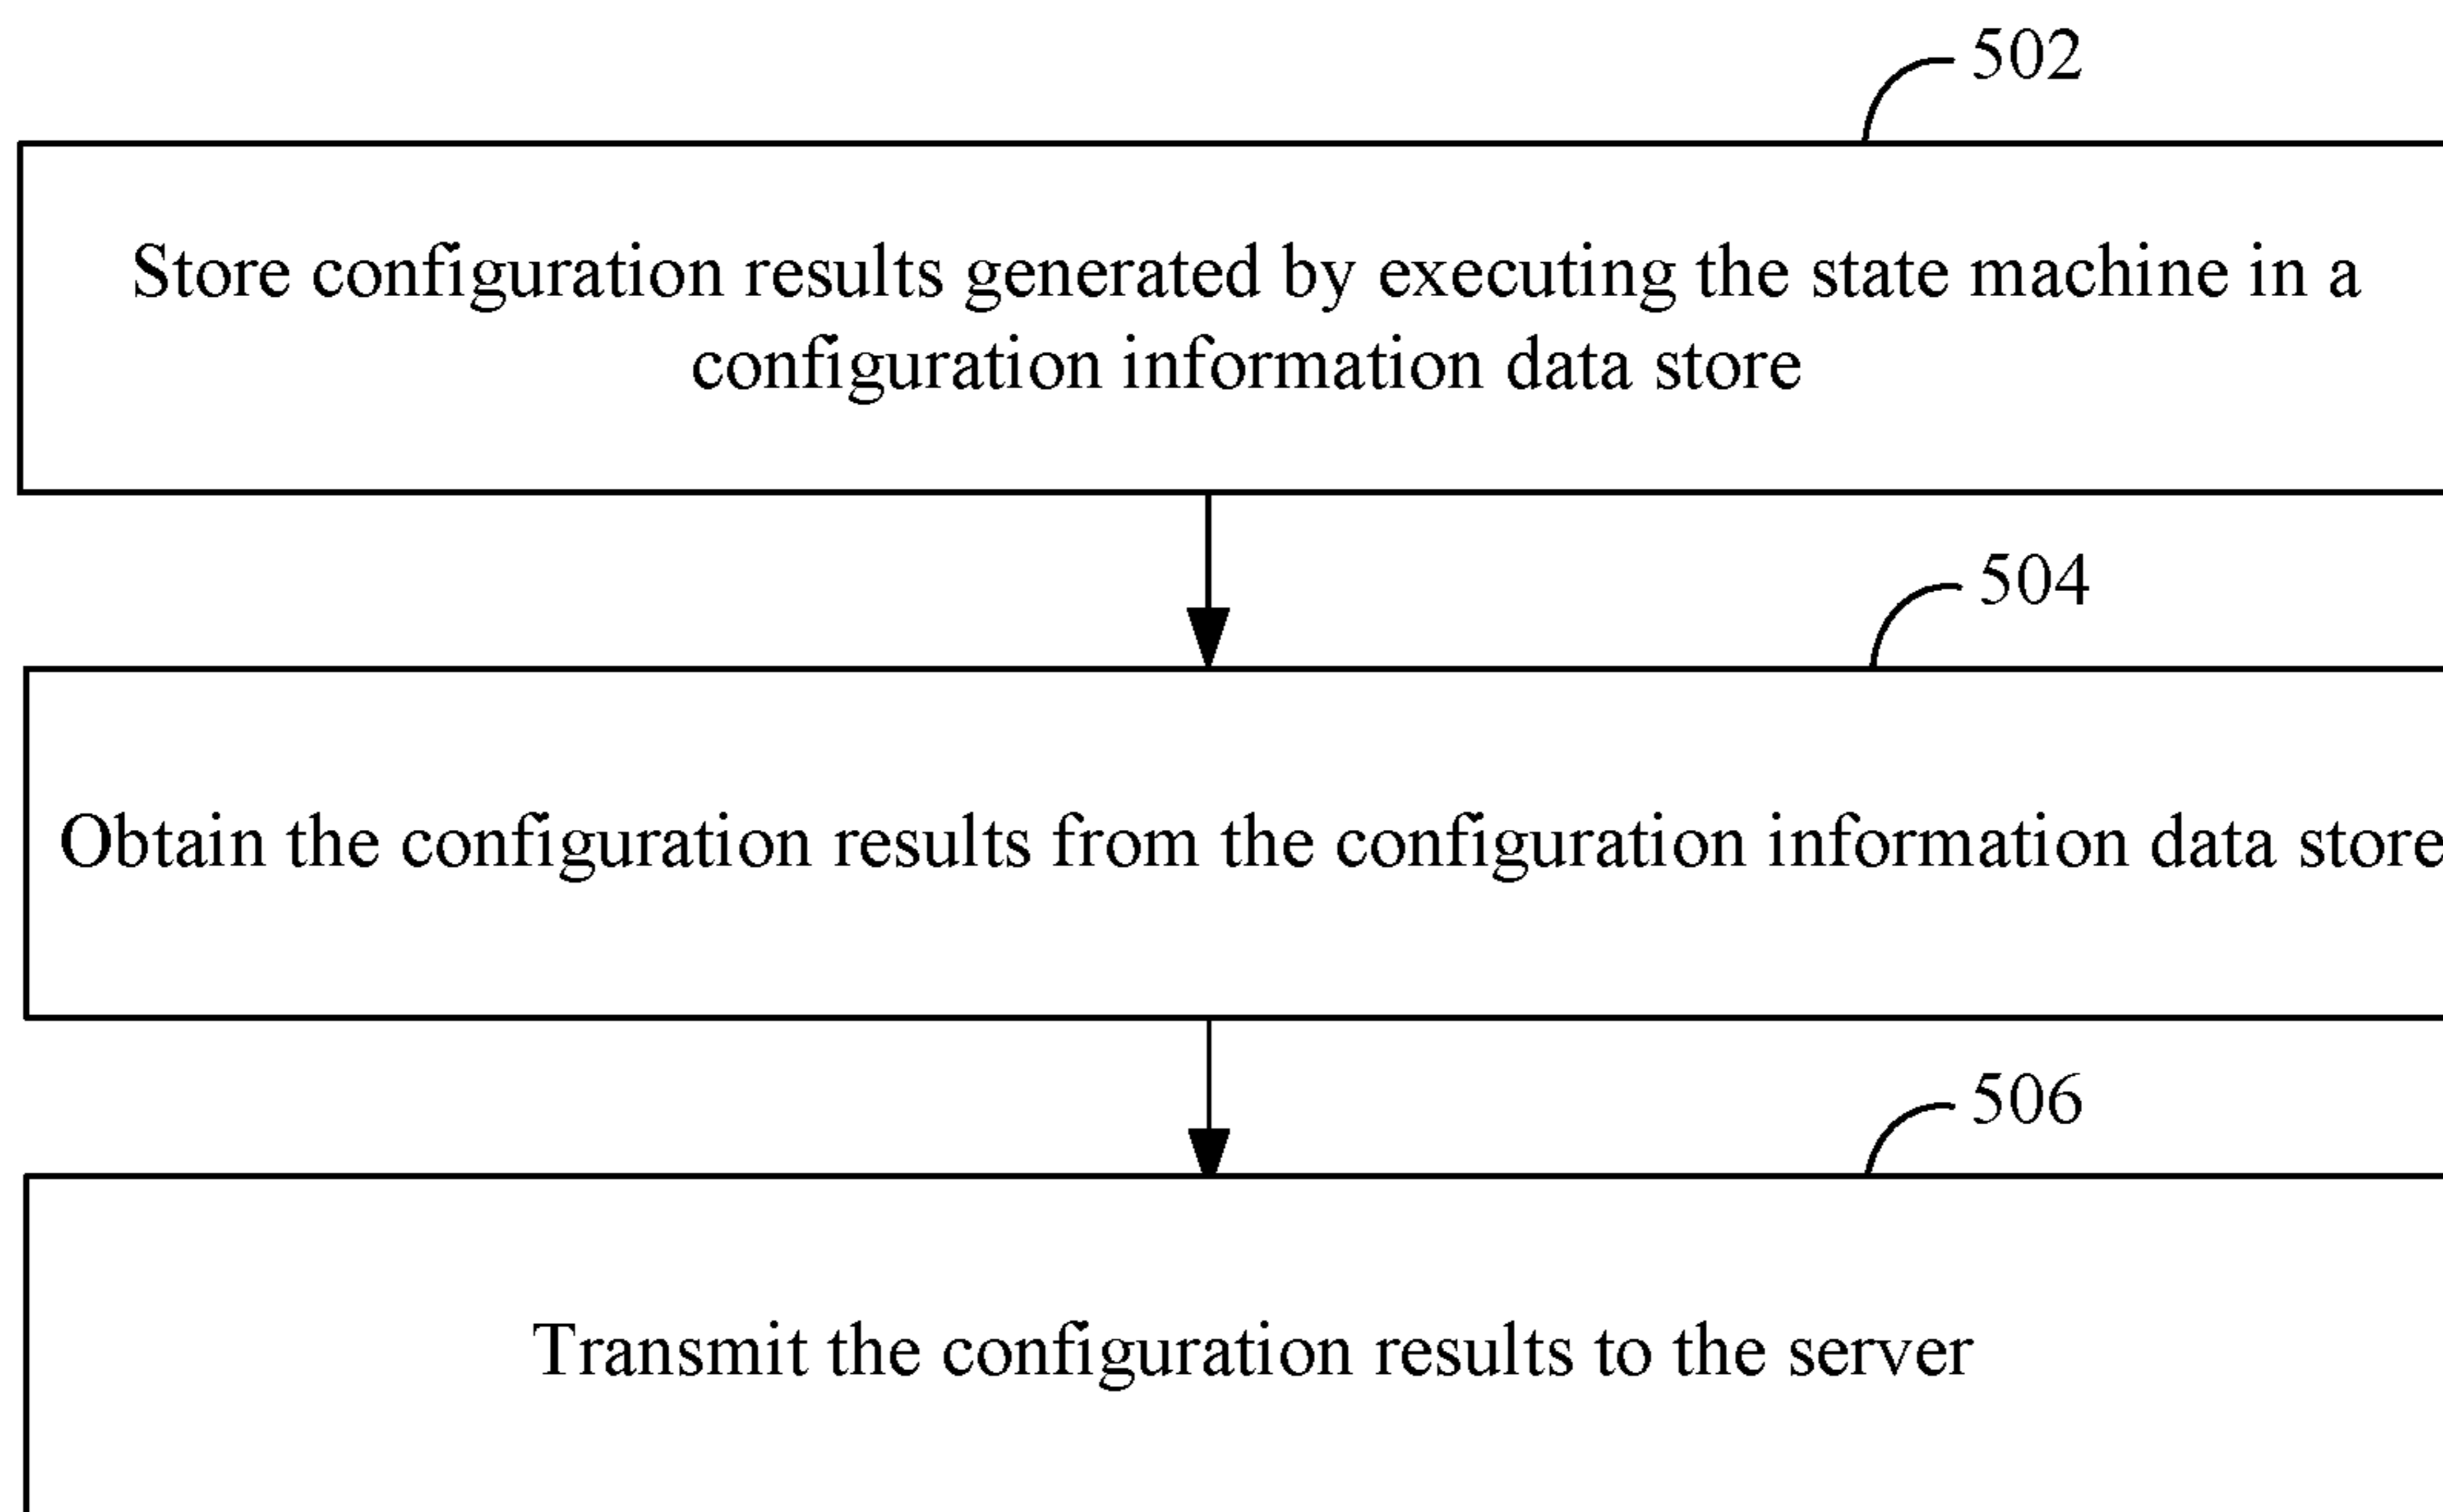 502
Store configuration results generated by executing the state machine in a
configuration information data store
504
Obtain the configuration results from the configuration information data store
506
Transmit the configuration results to the server